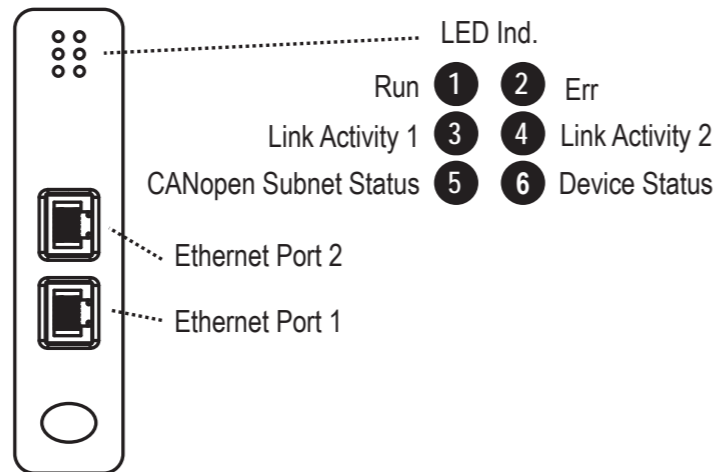 LED Ind.
Run 1 2 Err
Link Activity 1 3 4 Link Activity 2
CANopen Subnet Status 5 6 Device Status
Ethernet Port 2
Ethernet Port 1